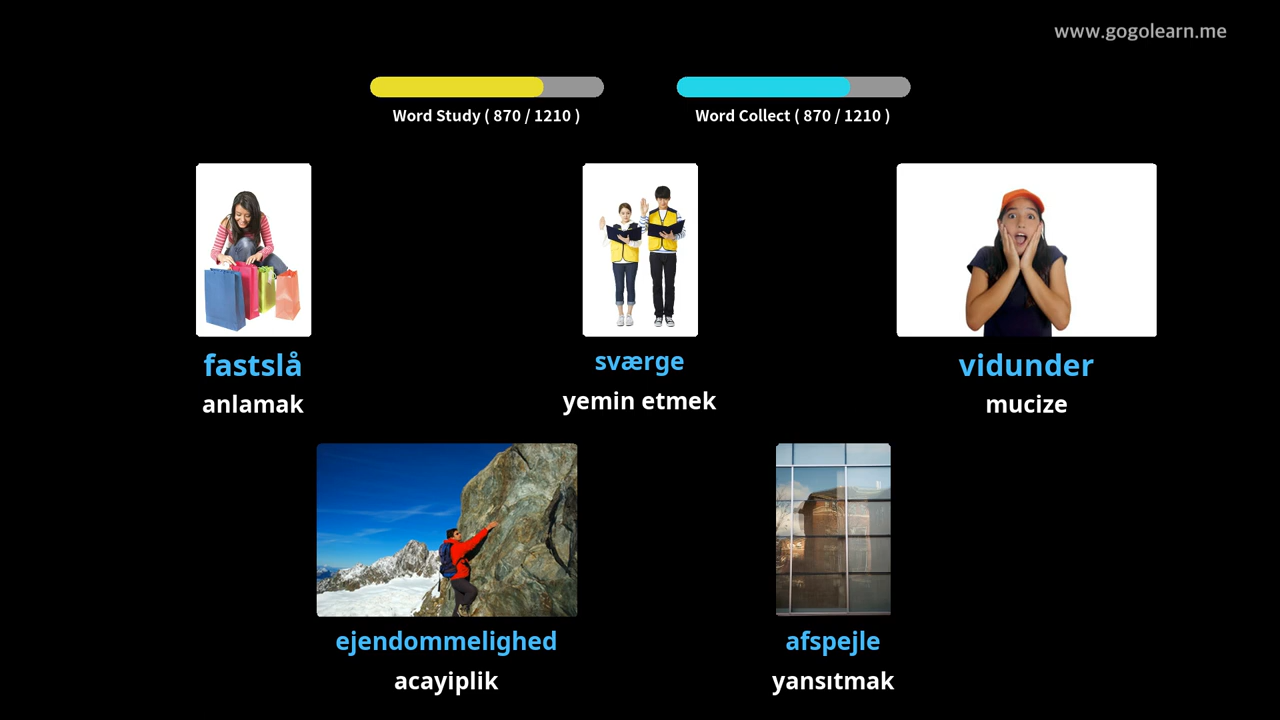 www.gogolearn.me
Word Study ( 870 / 1210 )
Word Collect ( 870 / 1210 )
fastslå
anlamak
sværge
yemin etmek
vidunder
mucize
ejendommelighed
acayiplik
afspejle
yansıtmak